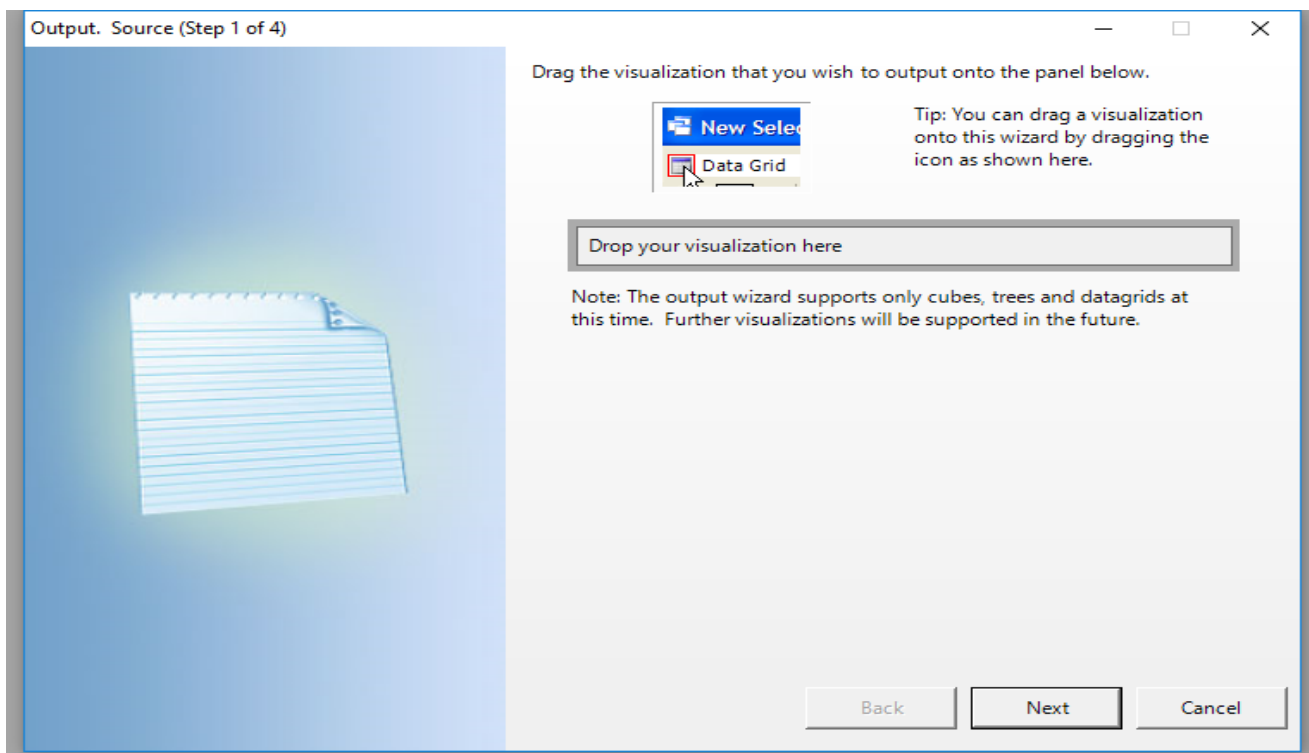 Output.  Source (Step 1 of 4)
Drag the visualization that you wish to output onto the panel below.
New Selec
Data Grid
Tip: You can drag a visualization
onto this wizard by dragging the
icon as shown here.
Drop your visualization here
Note: The output wizard supports only cubes, trees and datagrids at
this time.  Further visualizations will be supported in the future.
Back
Next
Cancel